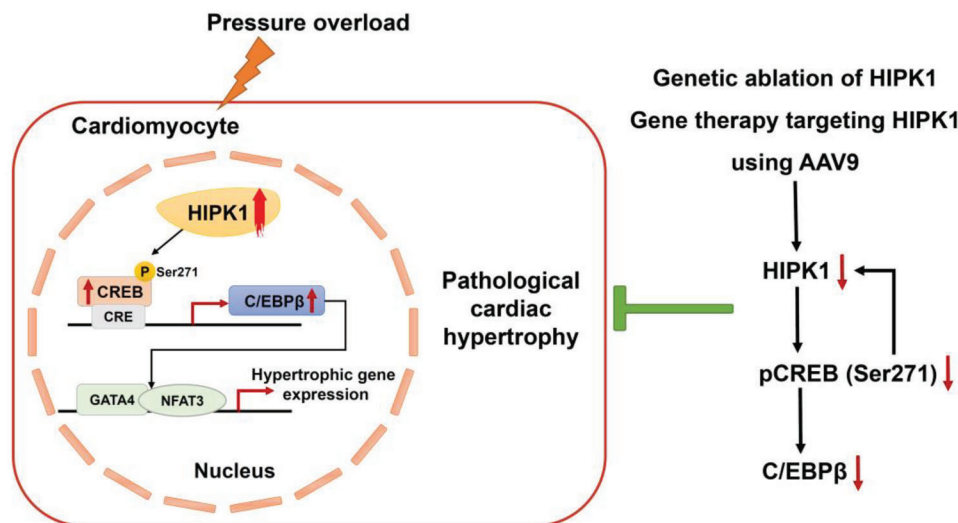 Pressure overload
Cardiomyocyte
HIPK1
P
Ser271
CREB
CRE
C/EBPβ
GATA4
NFAT3
Hypertrophic gene
expression
Nucleus
Pathological
cardiac
hypertrophy
Genetic ablation of HIPK1
Gene therapy targeting HIPK1
using AAV9
HIPK1
pCREB (Ser271)
C/EBPβ